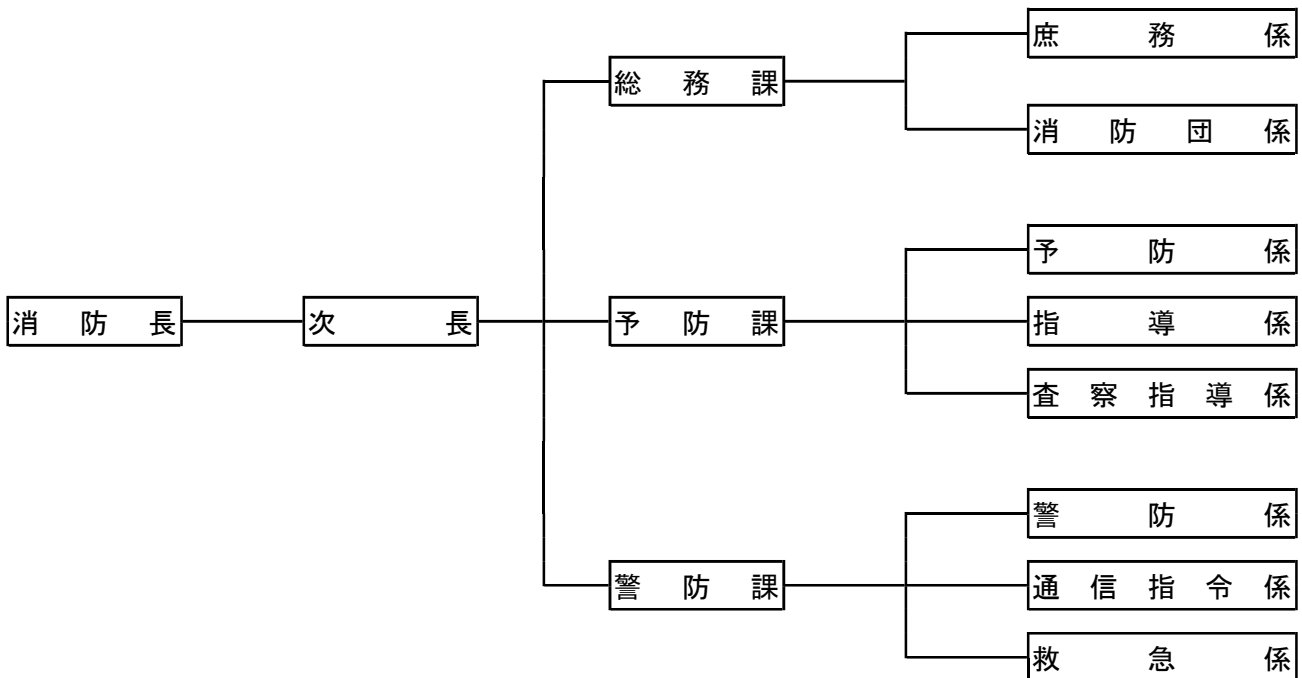 消防長
次長
総務課
庶務係
消防団係
予防課
予防係
指導係
査察指導係
警防課
警防係
通信指令係
救急係